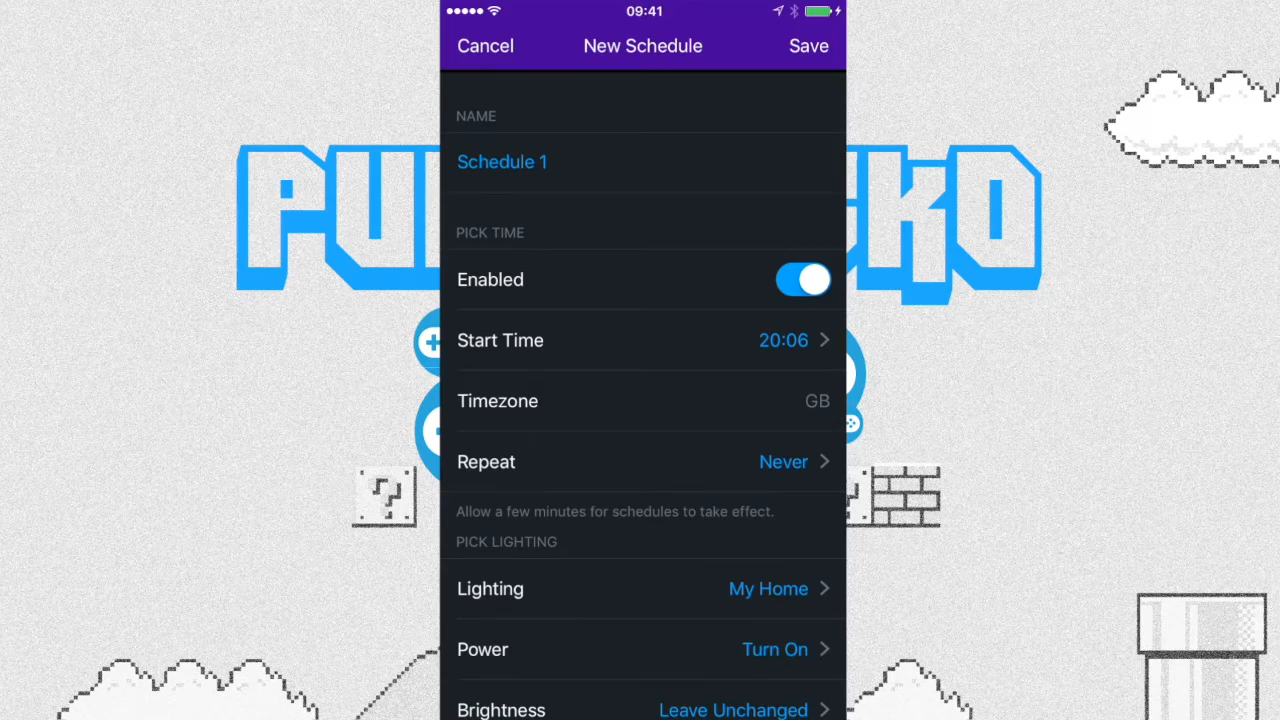 09:41
Cancel New Schedule Save
NAME
Schedule 1
PICK TIME
Enabled
Start Time 20:06
Timezone GB
Repeat Never
Allow a few minutes for schedules to take effect.
PICK LIGHTING
Lighting My Home
Power Turn On
Brightness Leave Unchanged